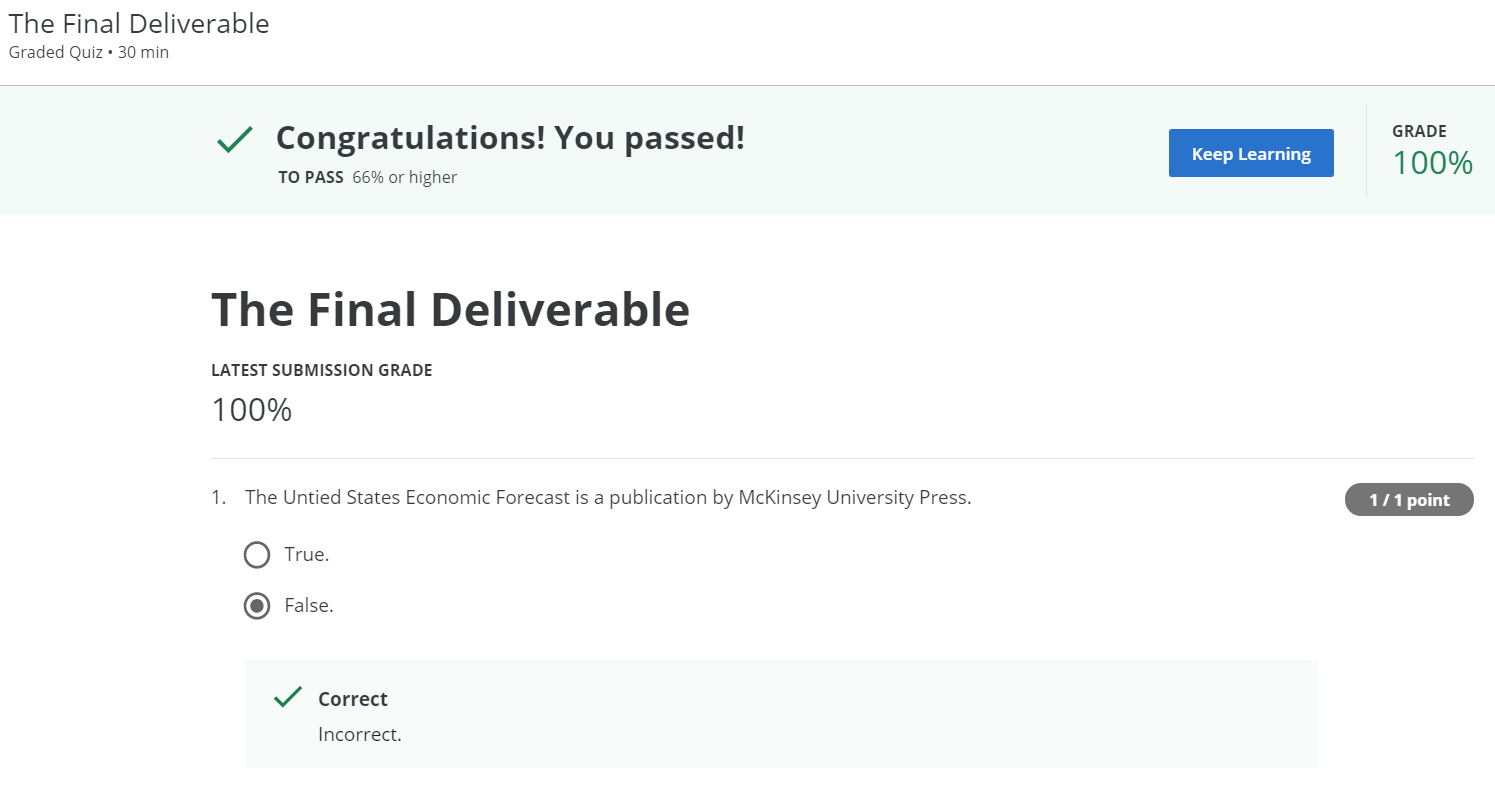 The Final Deliverable
Graded Quiz • 30 min
Congratulations! You passed!
TO PASS 66% or higher
Keep Learning
GRADE
100%
The Final Deliverable
LATEST SUBMISSION GRADE
100%
1. The Untied States Economic Forecast is a publication by McKinsey University Press.
1 / 1 point
True.
False.
Correct
Incorrect.